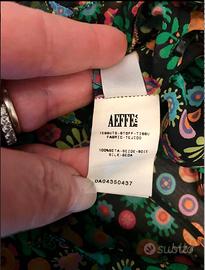 AEFFE
TESSUTO-STOFF-TISSU
FABRIC-TEJIDO
100%SETA-SEIDE-SOIE
SILK-SEDA
0A04350437
subito